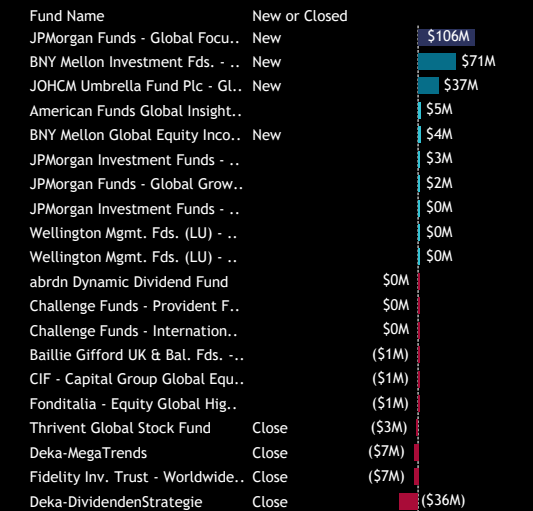 Fund Name New or Closed
JPMorgan Funds - Global Focu.. New $106M
BNY Mellon Investment Fds. - .. New $71M
JOHCM Umbrella Fund Plc - Gl.. New $37M
American Funds Global Insight.. $5M
BNY Mellon Global Equity Inco.. New $4M
JPMorgan Investment Funds - .. $3M
JPMorgan Funds - Global Grow.. $2M
JPMorgan Investment Funds - .. $0M
Wellington Mgmt. Fds. (LU) - .. $0M
Wellington Mgmt. Fds. (LU) - .. $0M
abrdn Dynamic Dividend Fund $0M
Challenge Funds - Provident F.. $0M
Challenge Funds - Internation.. $0M
Baillie Gifford UK & Bal. Fds. -.. ($1M)
CIF - Capital Group Global Equ.. ($1M)
Fonditalia - Equity Global Hig.. ($1M)
Thrivent Global Stock Fund Close ($3M)
Deka-MegaTrends Close ($7M)
Fidelity Inv. Trust - Worldwide.. Close ($7M)
Deka-DividendenStrategie Close ($36M)